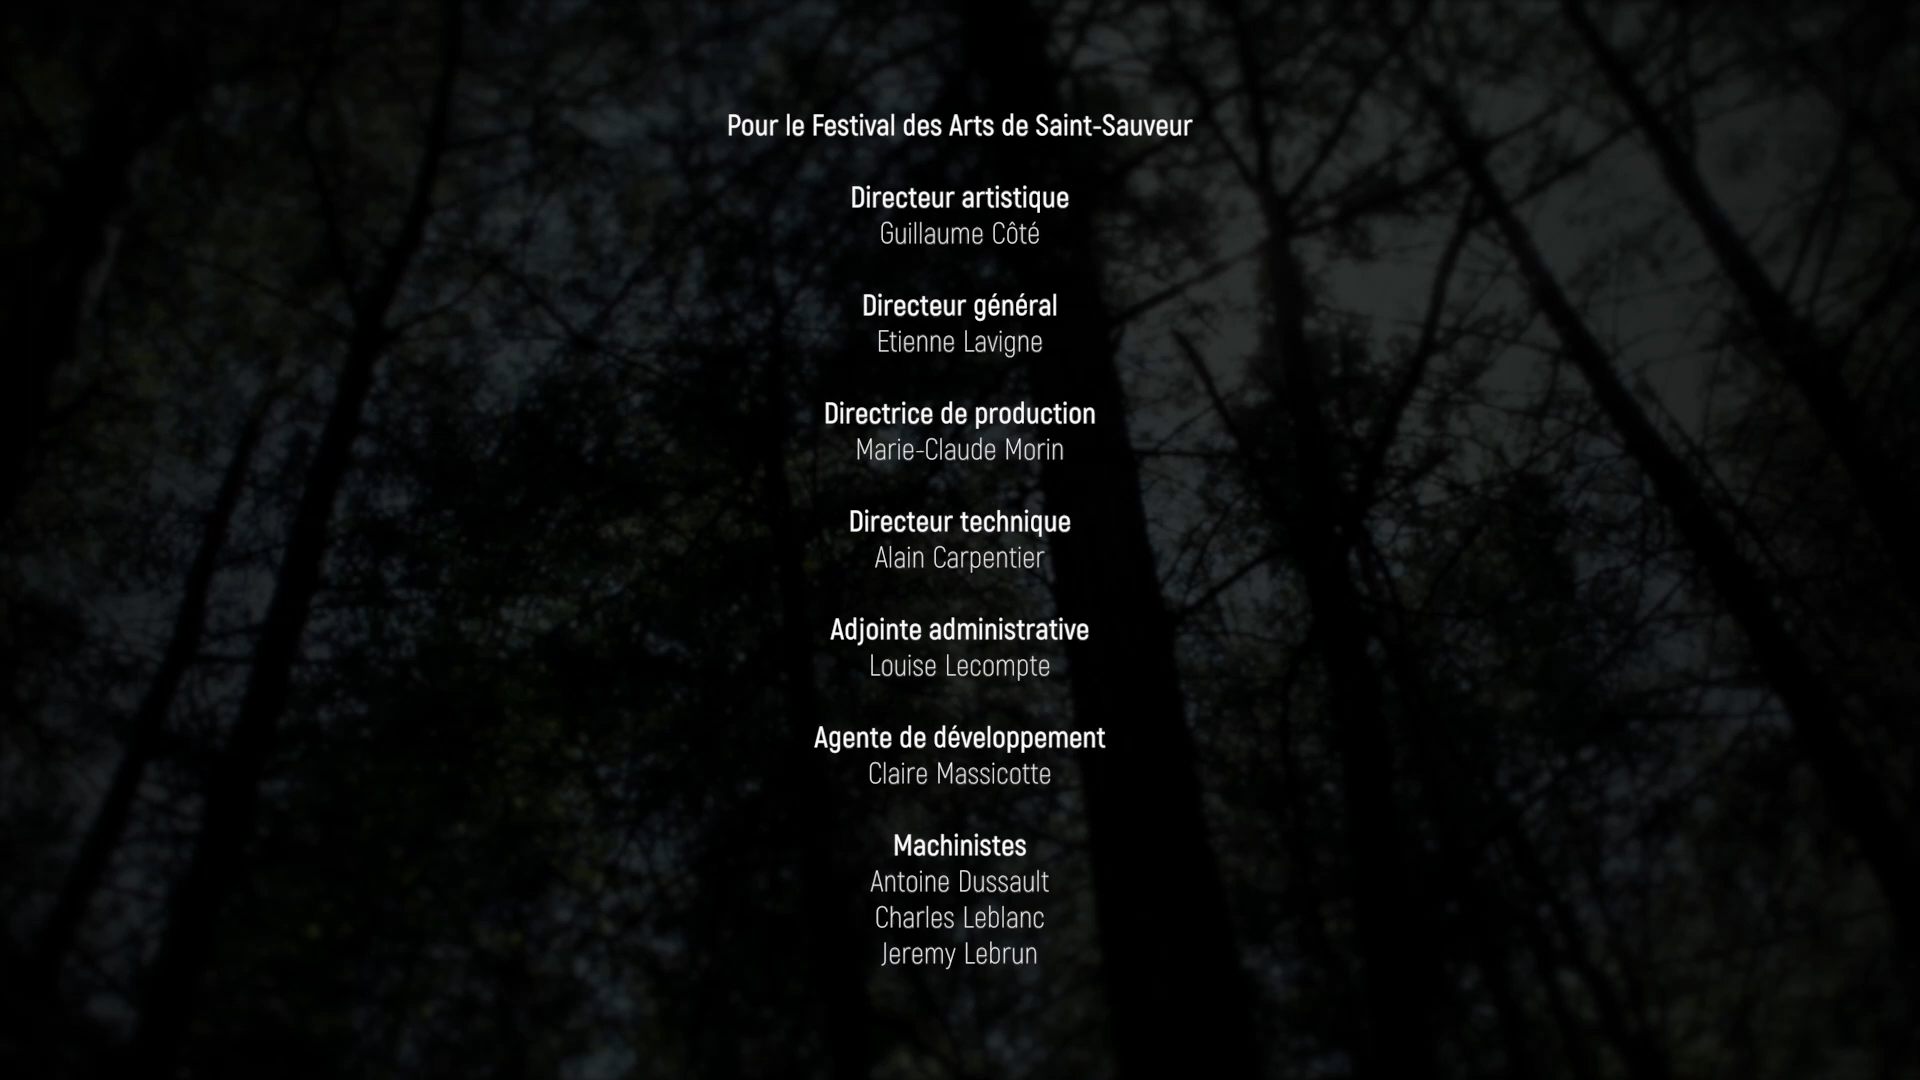 Pour le Festival des Arts de Saint-Sauveur
Directeur artistique
Guillaume Côté
Directeur général
Etienne Lavigne
Directrice de production
Marie-Claude Morin
Directeur technique
Alain Carpentier
Adjointe administrative
Louise Lecompte
Agente de développement
Claire Massicotte
Machinistes
Antoine Dussault
Charles Leblanc
Jeremy Lebrun